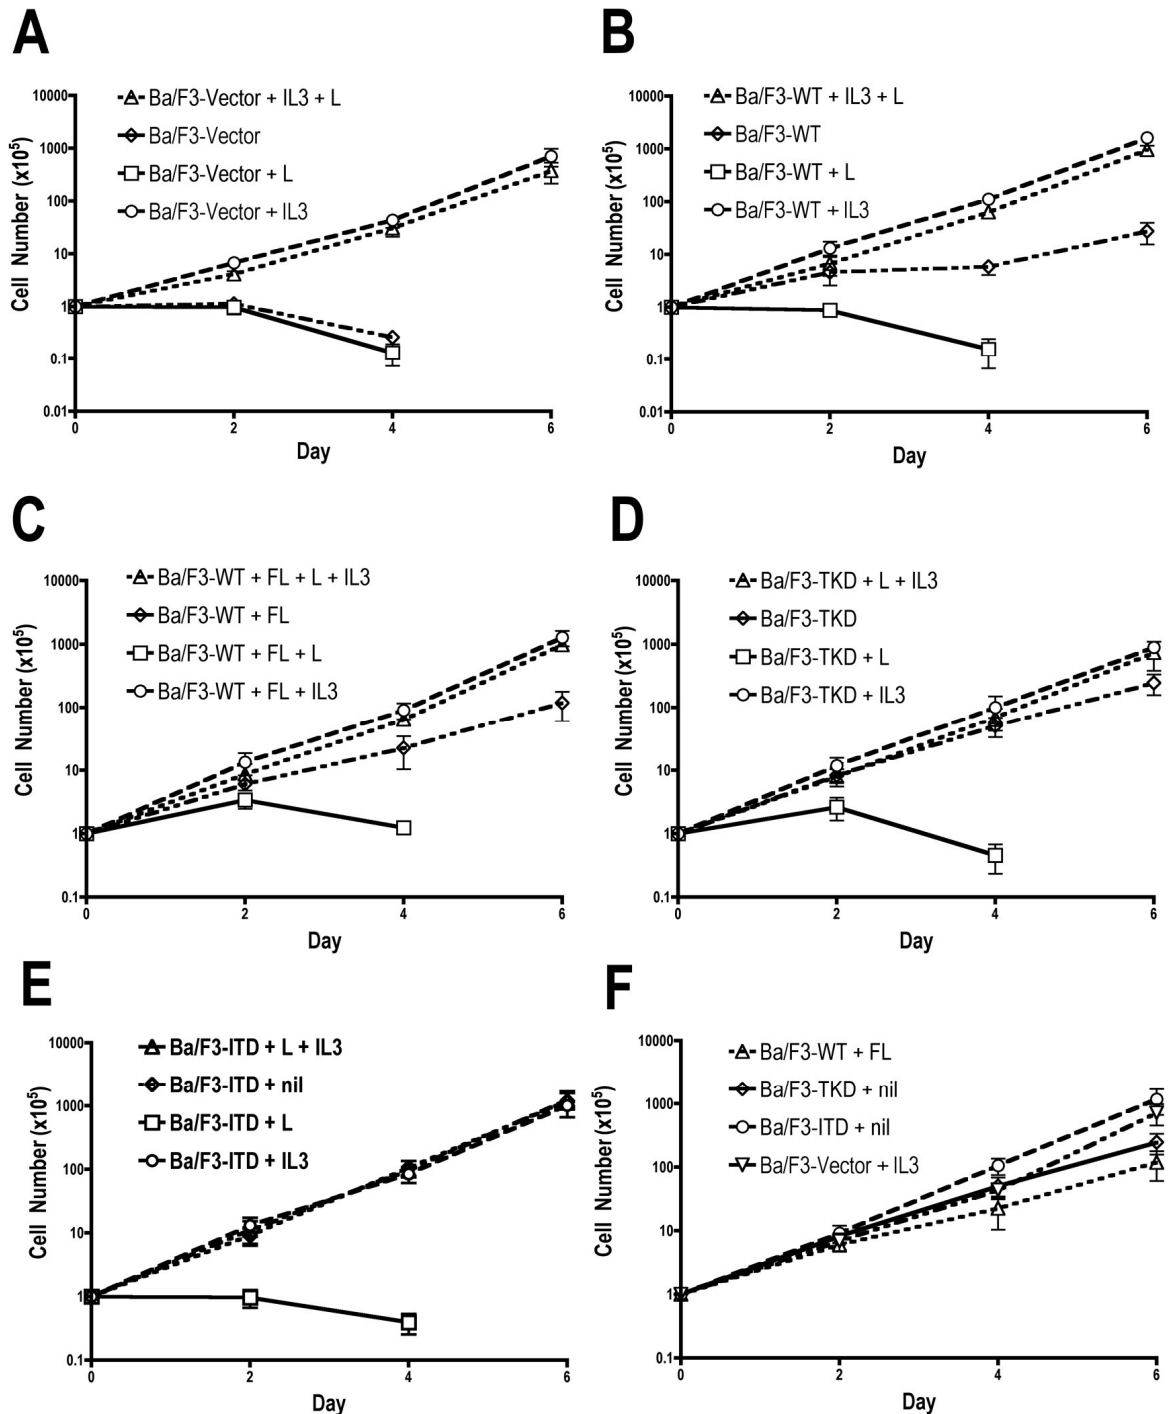 A
Ba/F3-Vector + IL3 + L
Ba/F3-Vector
Ba/F3-Vector + L
Ba/F3-Vector + IL3
Cell Number (x10⁵)
10000
1000
100
10
1
0.1
0.01
0
2
4
6
Day
B
Ba/F3-WT + IL3 + L
Ba/F3-WT
Ba/F3-WT + L
Ba/F3-WT + IL3
Cell Number (x10⁵)
10000
1000
100
10
1
0.1
0.01
0
2
4
6
Day
C
Ba/F3-WT + FL + L + IL3
Ba/F3-WT + FL
Ba/F3-WT + FL + L
Ba/F3-WT + FL + IL3
Cell Number (x10⁵)
10000
1000
100
10
1
0.1
0
2
4
6
Day
D
Ba/F3-TKD + L + IL3
Ba/F3-TKD
Ba/F3-TKD + L
Ba/F3-TKD + IL3
Cell Number (x10⁵)
10000
1000
100
10
1
0.1
0
2
4
6
Day
E
Ba/F3-ITD + L + IL3
Ba/F3-ITD + nil
Ba/F3-ITD + L
Ba/F3-ITD + IL3
Cell Number (x10⁵)
10000
1000
100
10
1
0.1
0
2
4
6
Day
F
Ba/F3-WT + FL
Ba/F3-TKD + nil
Ba/F3-ITD + nil
Ba/F3-Vector + IL3
Cell Number (x10⁵)
10000
1000
100
10
1
0.1
0
2
4
6
Day